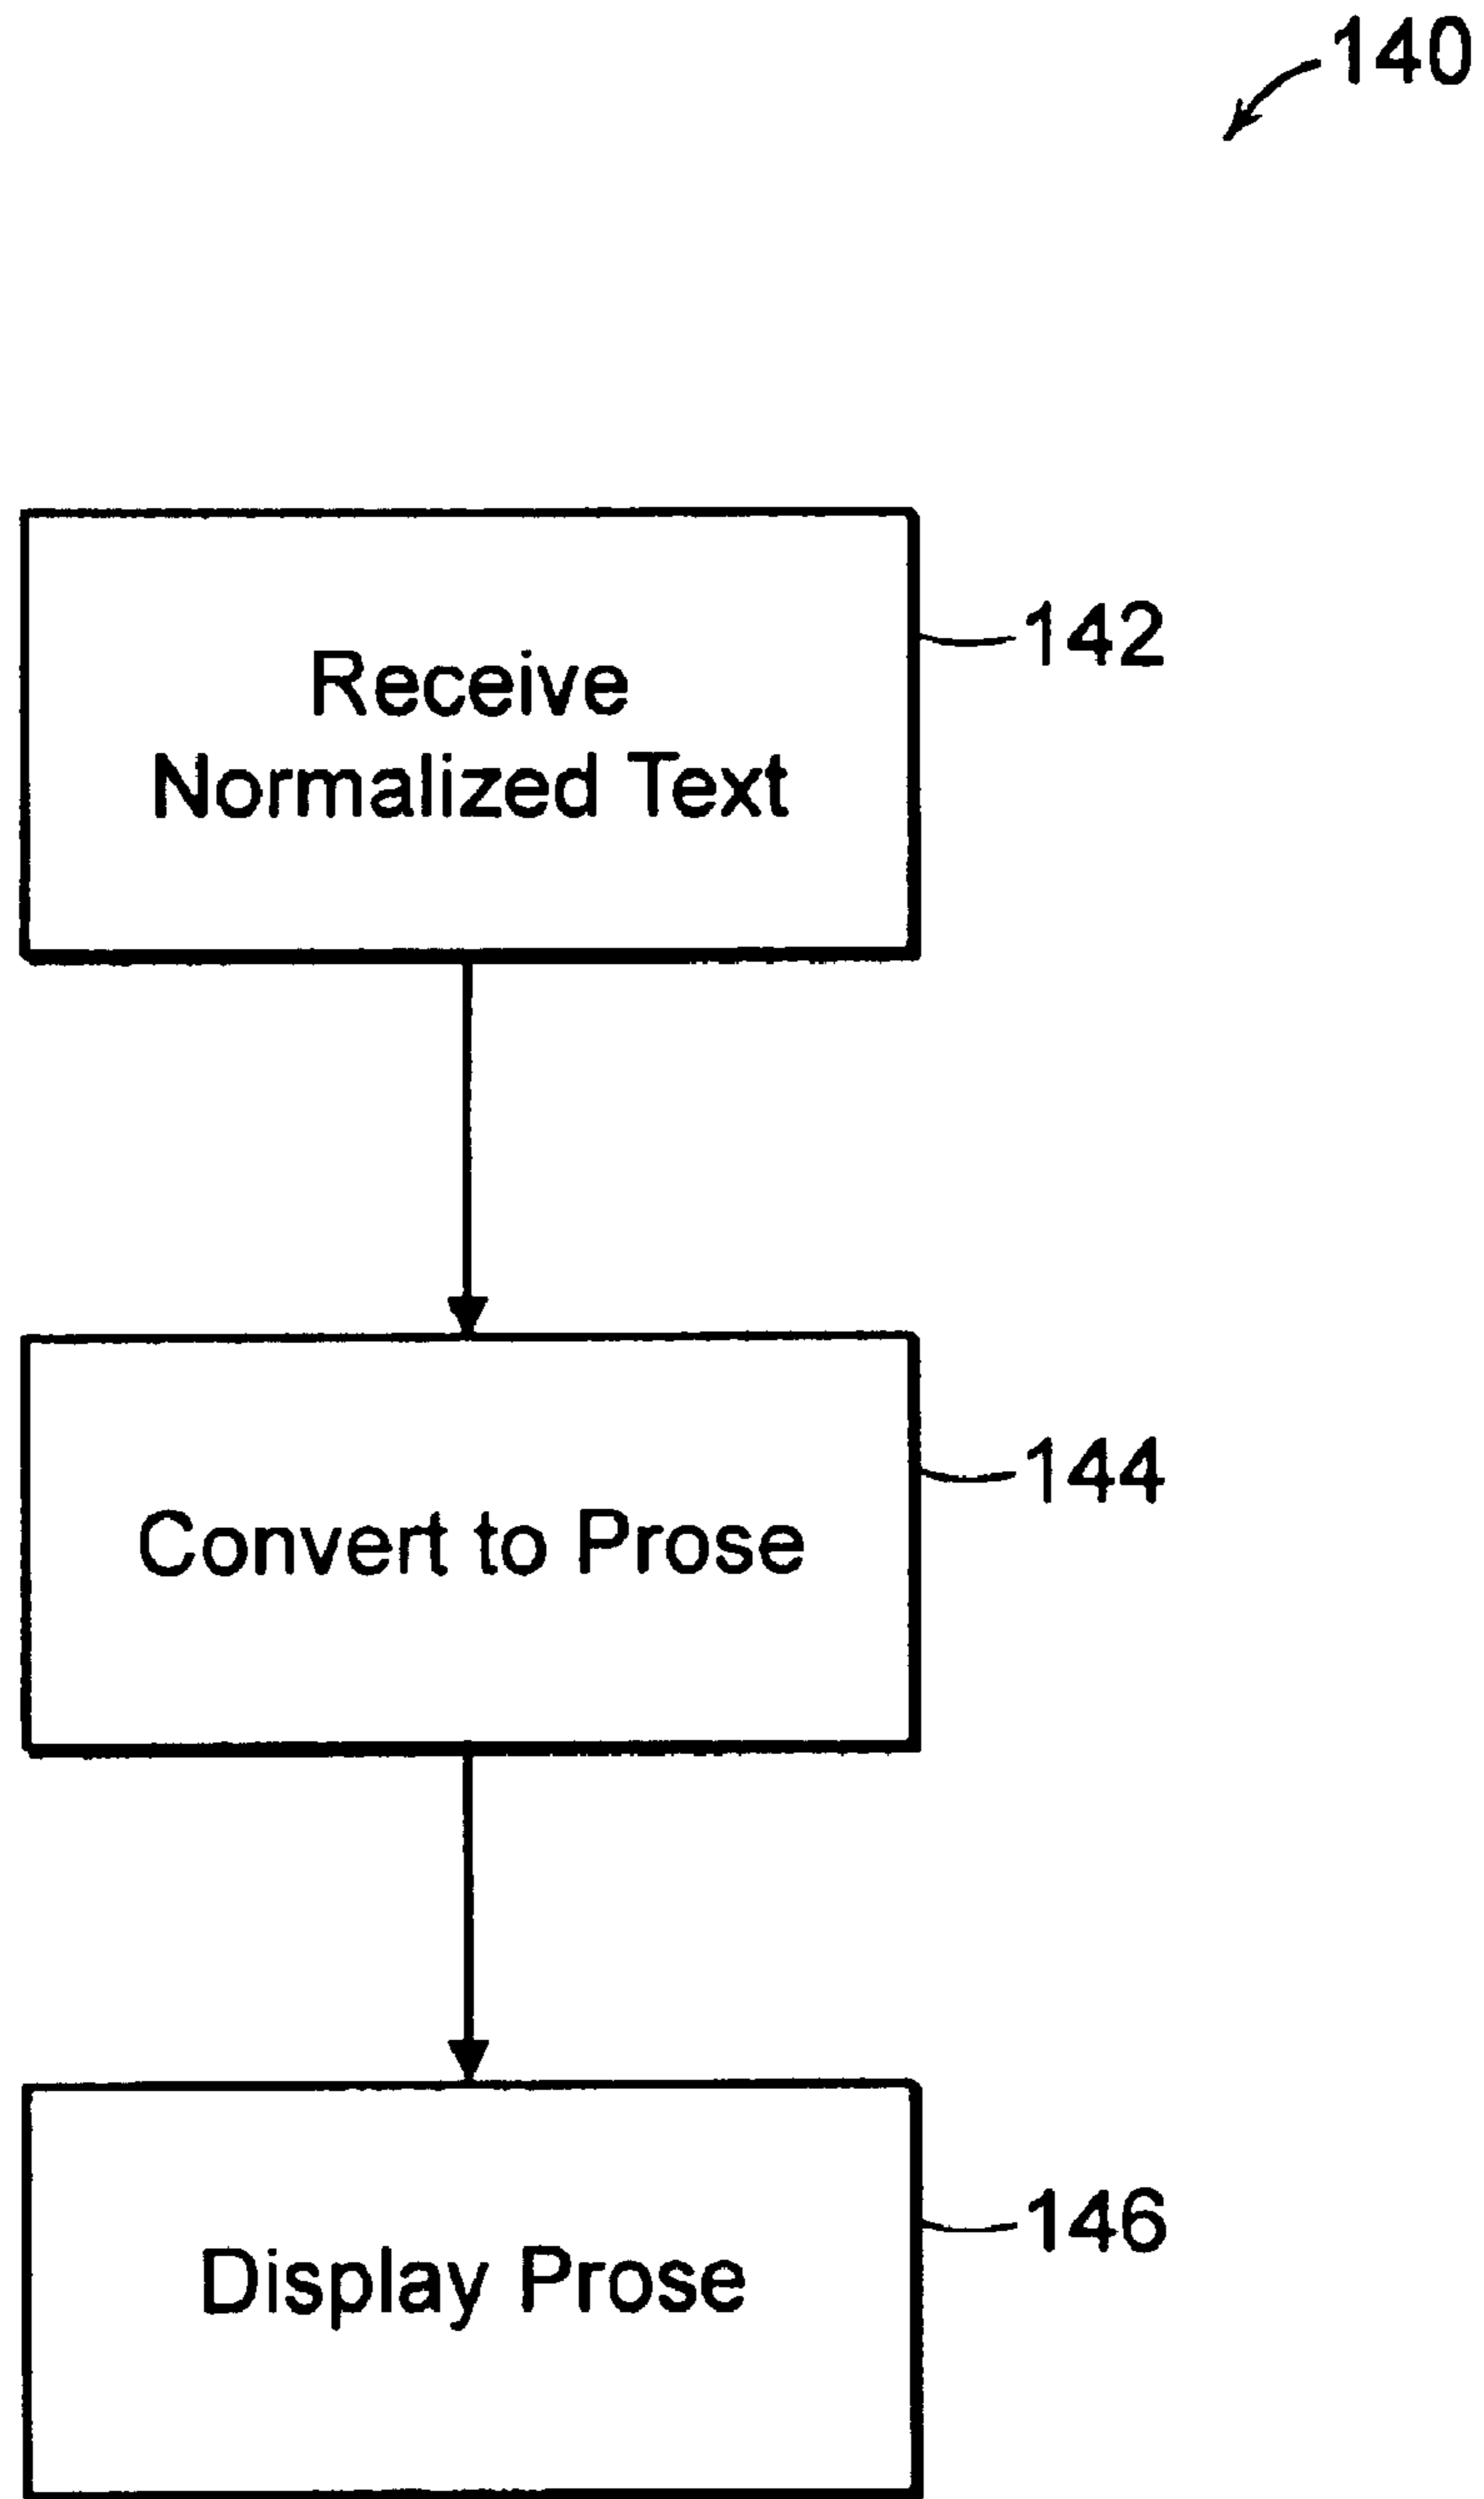 140
Receive
Normalized Text
142
Convert to Prose
144
Display Prose
146